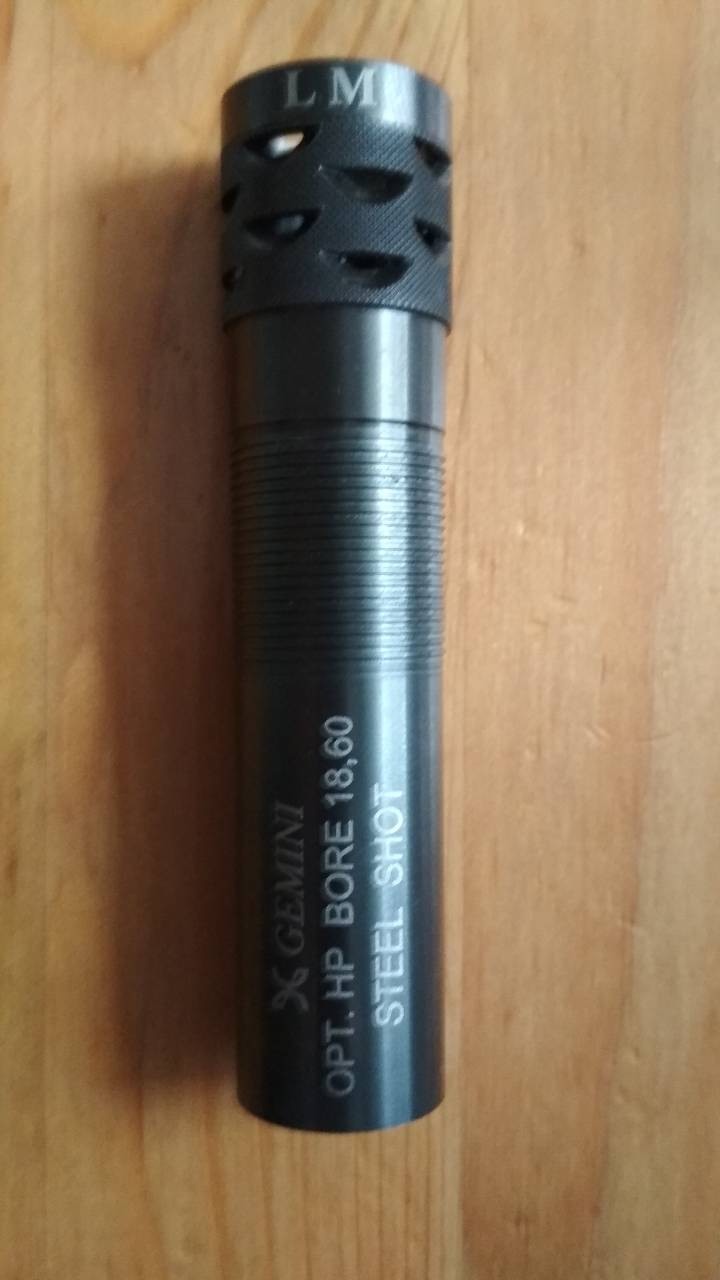 LM
GEMINI
OPT. HP BORE 18,60
STEEL SHOT